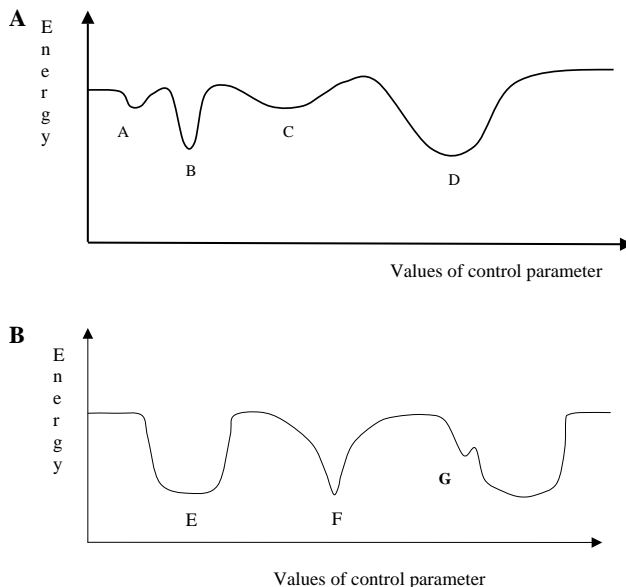 A
E
n
e
r
g
y
A
B
C
D
Values of control parameter
B
E
n
e
r
g
y
E
F
G
Values of control parameter